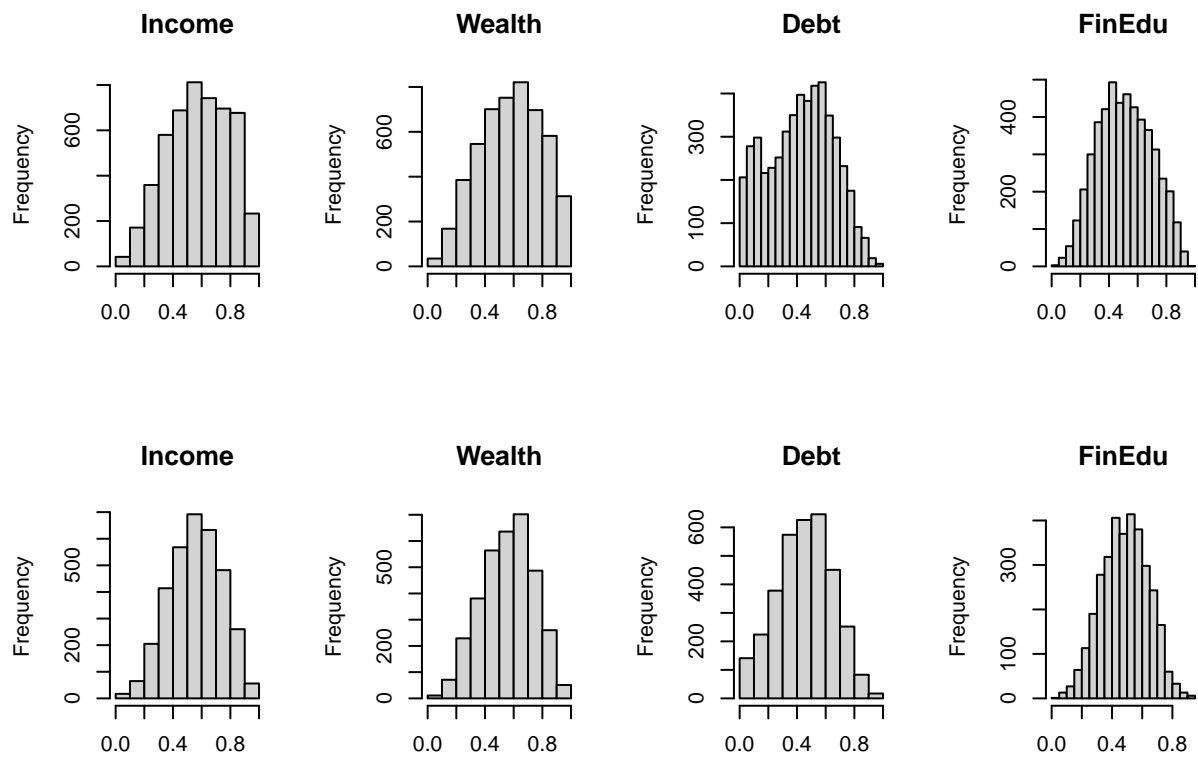 Income
Frequency
0 200 600
0.0 0.4 0.8
Wealth
Frequency
0 200 600
0.0 0.4 0.8
Debt
Frequency
0 100 300
0.0 0.4 0.8
FinEdu
Frequency
0 200 400
0.0 0.4 0.8
Income
Frequency
0 200 500
0.0 0.4 0.8
Wealth
Frequency
0 200 500
0.0 0.4 0.8
Debt
Frequency
0 200 400 600
0.0 0.4 0.8
FinEdu
Frequency
0 100 300
0.0 0.4 0.8